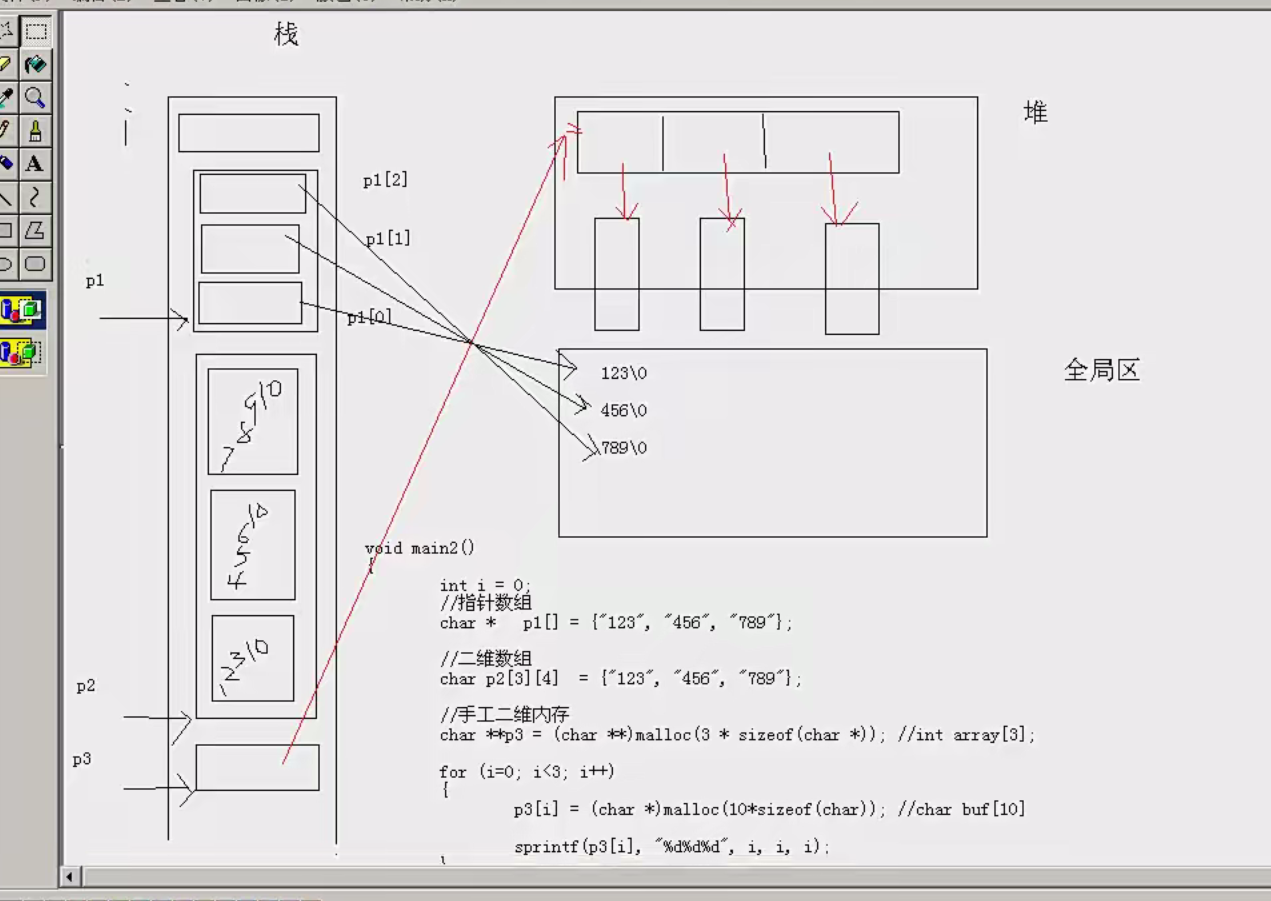 栈
堆
p1[2]
p1[1]
p1
p1[0]
全局区
123\0
456\0
789\0
789\0
456\0
123\0
p2
p3
void main2()
{
int i = 0;
//指针数组
char * p1[] = {"123", "456", "789"};
//二维数组
char p2[3][4] = {"123", "456", "789"};
//手工二维内存
char **p3 = (char **)malloc(3 * sizeof(char *)); //int array[3];
for (i=0; i<3; i++)
{
p3[i] = (char *)malloc(10*sizeof(char)); //char buf[10]
sprintf(p3[i], "%d%d%d", i, i, i);
A